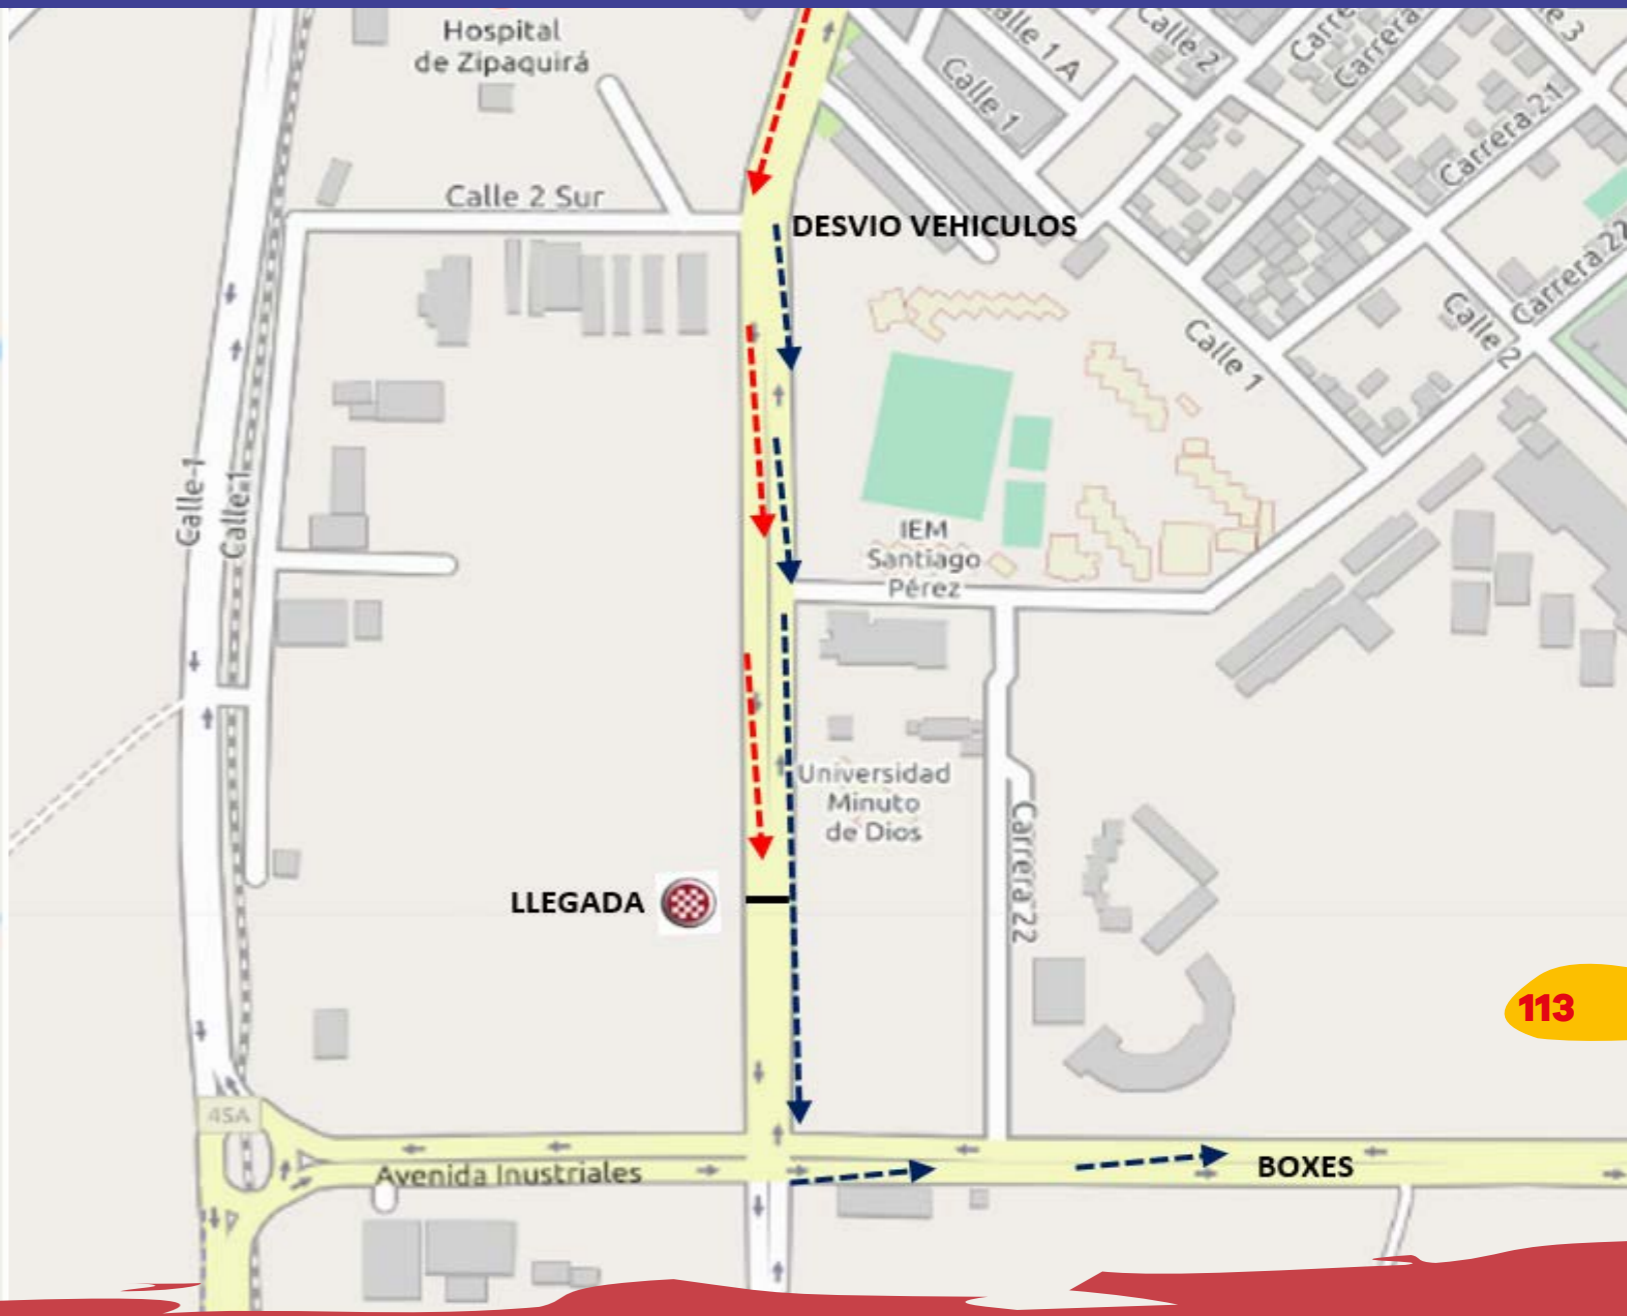 Hospital
de Zipaquirá
Calle 1 A
Calle 2
Carrera
Calle 1
Carrera 21
Calle 2 Sur
DESVIO VEHICULOS
Carrera 22
Calle 2
Calle 1
Calle 1
Calle 1
IEM
Santiago
Pérez
Universidad
Minuto
de Dios
Carrera 22
LLEGADA
113
45A
Avenida Inustriales
BOXES